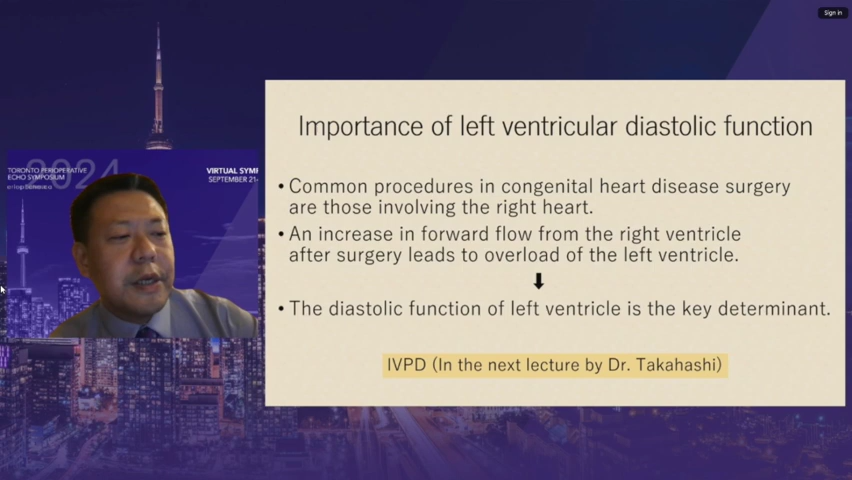 Sign in
Importance of left ventricular diastolic function
• Common procedures in congenital heart disease surgery
are those involving the right heart.
• An increase in forward flow from the right ventricle
after surgery leads to overload of the left ventricle.
• The diastolic function of left ventricle is the key determinant.
IVPD (In the next lecture by Dr. Takahashi)
2024
TORONTO PERIOPERATIVE
ECHO SYMPOSIUM
VIRTUAL SYMP
SEPTEMBER 21-